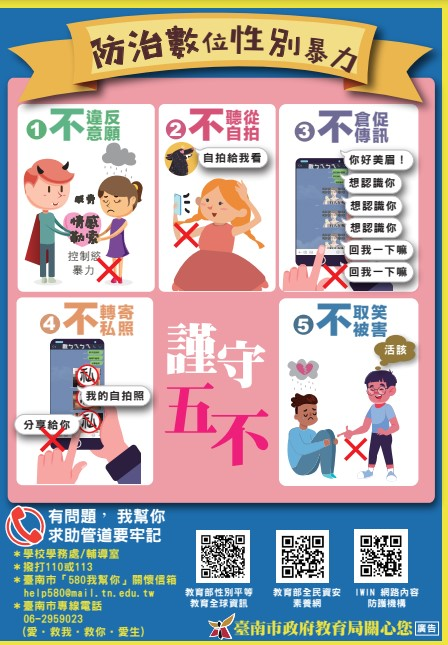 防治數位性別暴力
1 不違反意願
情感勒索
控制慾
暴力
2 不聽從自拍
自拍給我看
3 不倉促傳訊
你好美眉！
想認識你
想認識你
想認識你
回我一下嘛
回我一下嘛
4 不轉寄私照
私
私
我的自拍照
分享給你
謹守
五不
5 不取笑被害
活該
有問題，我幫你
求助管道要牢記
*學校學務處/輔導室
*撥打110或113
*臺南市「580我幫你」關懷信箱
help580@mail.tn.edu.tw
*臺南市專線電話
06-2959023
(愛·救我·救你·愛生)
教育部性別平等
教育全球資訊
教育部全民資安
素養網
IWIN 網路內容
防護機構
臺南市政府教育局關心您 廣告